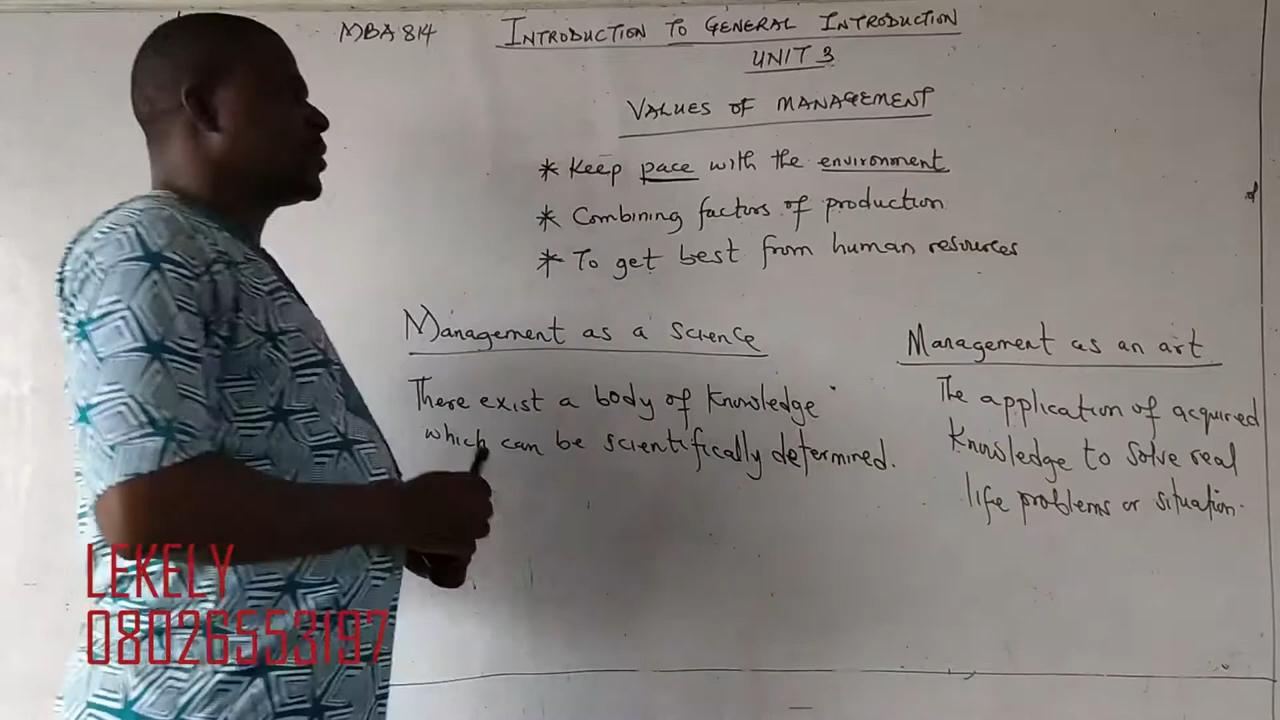 MBA 814
INTRODUCTION TO GENERAL INTRODUCTION
UNIT 3
VALUES OF MANAGEMENT
* Keep pace with the environment
* Combining factors of production
* To get best from human resources
Management as a Science
There exist a body of knowledge
which can be scientifically determined.
Management as an art
The application of acquired
knowledge to solve real
life problems or situation.
LEKELY
08026553197